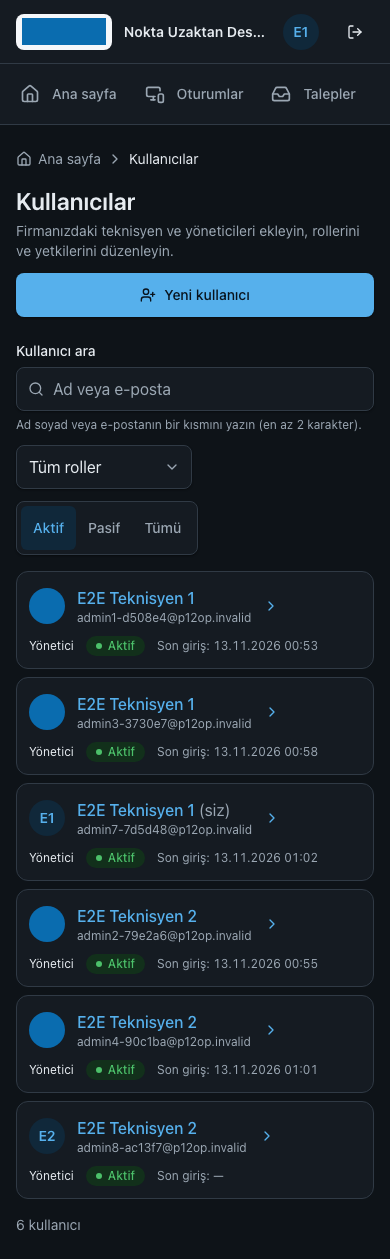 Nokta Uzaktan Des... E1
Ana sayfa Oturumlar Talepler
Ana sayfa > Kullanıcılar
Kullanıcılar
Firmanızdaki teknisyen ve yöneticileri ekleyin, rollerini
ve yetkilerini düzenleyin.
Yeni kullanıcı
Kullanıcı ara
Ad veya e-posta
Ad soyad veya e-postanın bir kısmını yazın (en az 2 karakter).
Tüm roller
Aktif Pasif Tümü
E2E Teknisyen 1
admin1-d508e4@p12op.invalid
Yönetici Aktif Son giriş: 13.11.2026 00:53
E2E Teknisyen 1
admin3-3730e7@p12op.invalid
Yönetici Aktif Son giriş: 13.11.2026 00:58
E1
E2E Teknisyen 1 (siz)
admin7-7d5d48@p12op.invalid
Yönetici Aktif Son giriş: 13.11.2026 01:02
E2E Teknisyen 2
admin2-79e2a6@p12op.invalid
Yönetici Aktif Son giriş: 13.11.2026 00:55
E2E Teknisyen 2
admin4-90c1ba@p12op.invalid
Yönetici Aktif Son giriş: 13.11.2026 01:01
E2
E2E Teknisyen 2
admin8-ac13f7@p12op.invalid
Yönetici Aktif Son giriş: —
6 kullanıcı